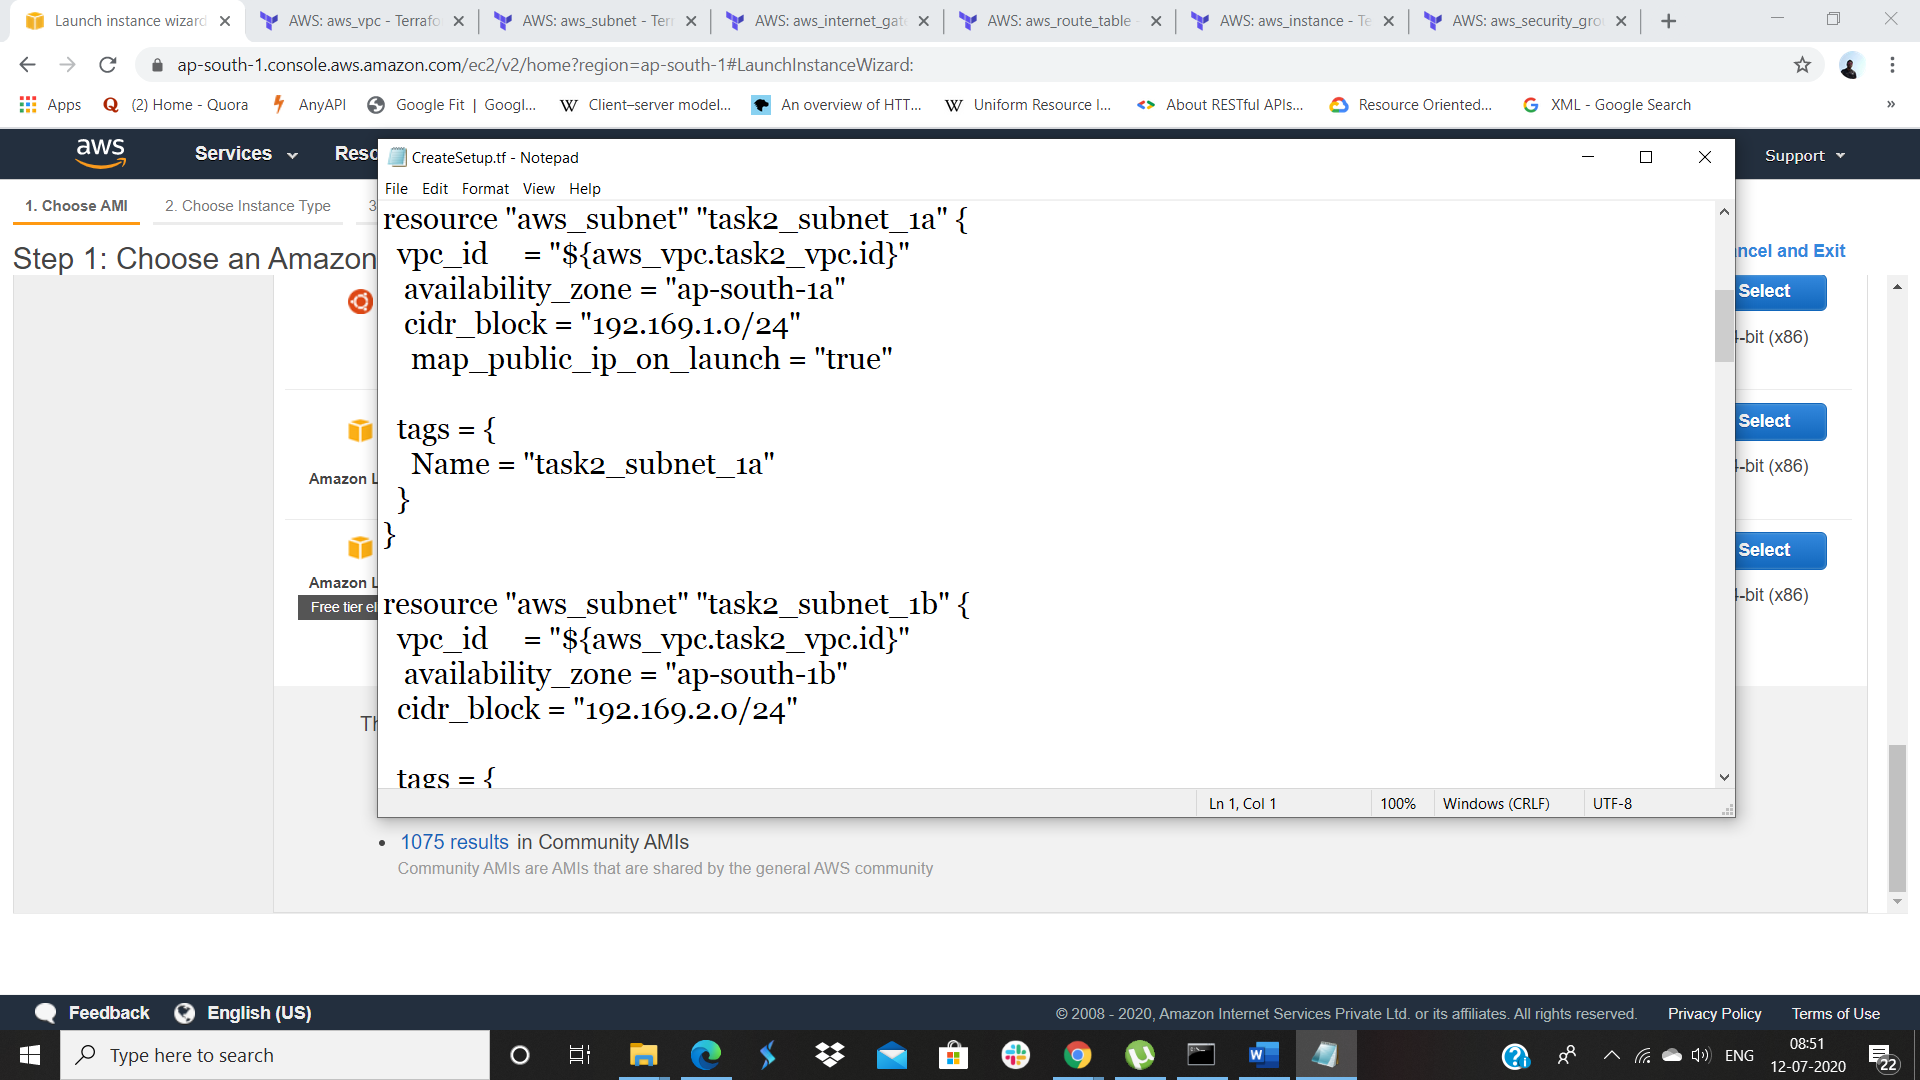 Launch instance wizard
AWS: aws_vpc - Terrafo
AWS: aws_subnet - Terr
AWS: aws_internet_gat
AWS: aws_route_table -
AWS: aws_instance - Te
AWS: aws_security_gro
ap-south-1.console.aws.amazon.com/ec2/v2/home?region=ap-south-1#LaunchInstanceWizard:
Apps
(2) Home - Quora
AnyAPI
Google Fit | Googl...
Client–server model...
An overview of HTT...
Uniform Resource I...
About RESTful APIs...
Resource Oriented...
XML - Google Search
»
aws
Services
Reso
Support
CreateSetup.tf - Notepad
File Edit Format View Help
1. Choose AMI
2. Choose Instance Type
3
Step 1: Choose an Amazon
ncel and Exit
resource "aws_subnet" "task2_subnet_1a" {
vpc_id = "${aws_vpc.task2_vpc.id}"
availability_zone = "ap-south-1a"
cidr_block = "192.169.1.0/24"
map_public_ip_on_launch = "true"
tags = {
Name = "task2_subnet_1a"
}
}
resource "aws_subnet" "task2_subnet_1b" {
vpc_id = "${aws_vpc.task2_vpc.id}"
availability_zone = "ap-south-1b"
cidr_block = "192.169.2.0/24"
tags = {
Ln 1, Col 1
100%
Windows (CRLF)
UTF-8
Select
-bit (x86)
Amazon L
Select
-bit (x86)
Amazon L
Free tier el
Select
-bit (x86)
Th
1075 results in Community AMIs
Community AMIs are AMIs that are shared by the general AWS community
Feedback
English (US)
© 2008 - 2020, Amazon Internet Services Private Ltd. or its affiliates. All rights reserved.
Privacy Policy
Terms of Use
Type here to search
ENG
08:51
12-07-2020
22